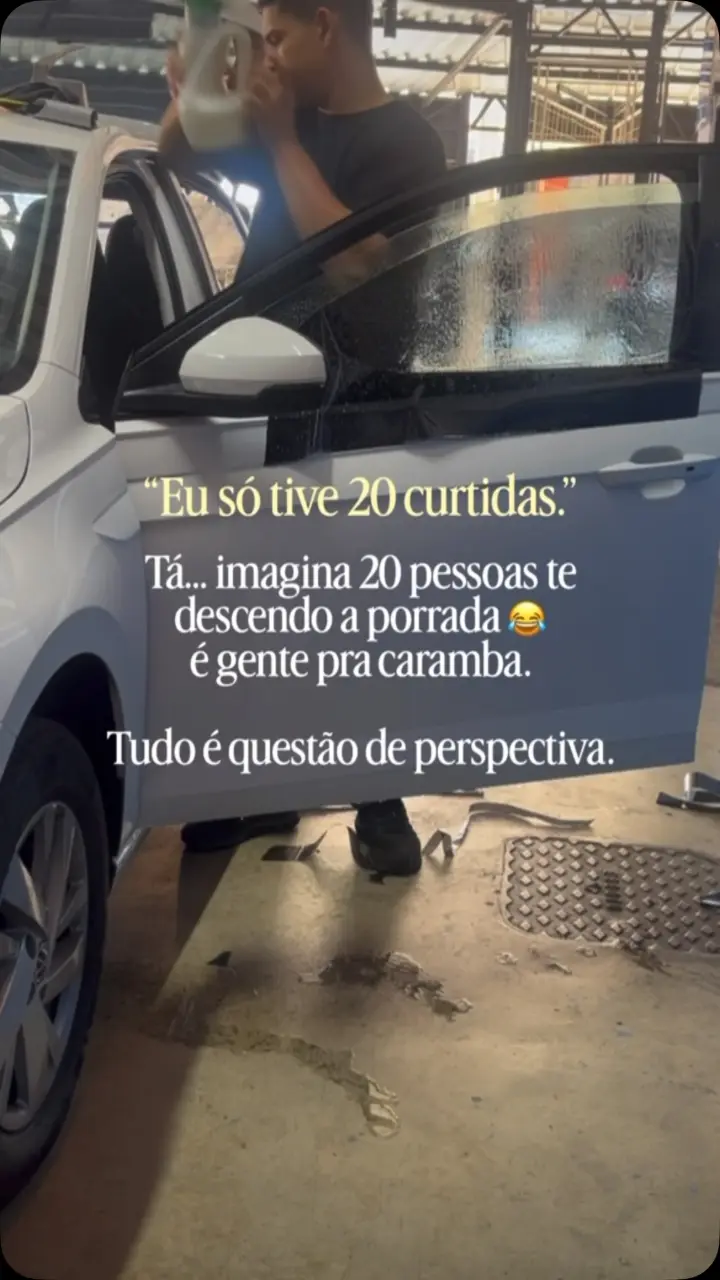 “Eu só tive 20 curtidas.”
Tá... imagina 20 pessoas te
descendo a porrada 😂
é gente pra caramba.
Tudo é questão de perspectiva.